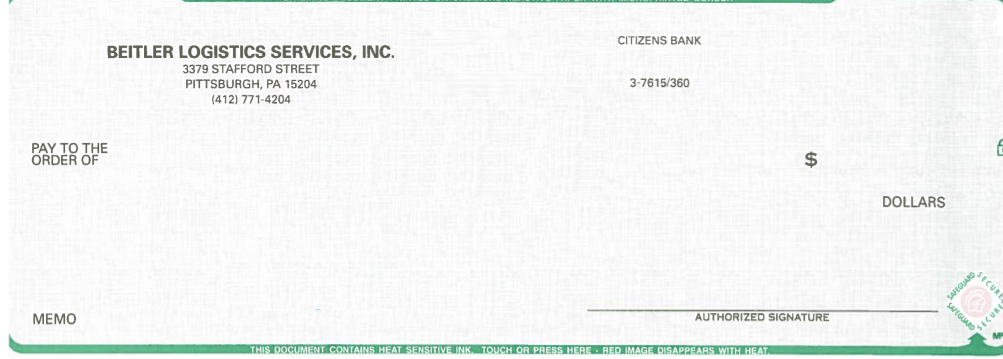 BEITLER LOGISTICS SERVICES, INC.
3379 STAFFORD STREET
PITTSBURGH, PA 15204
(412) 771-4204
CITIZENS BANK
3-7615/360
PAY TO THE
ORDER OF
$
DOLLARS
MEMO
AUTHORIZED SIGNATURE
SAFEGUARD SECURE
SAFEGUARD SECURE
THIS DOCUMENT CONTAINS HEAT SENSITIVE INK. TOUCH OR PRESS HERE - RED IMAGE DISAPPEARS WITH HEAT.